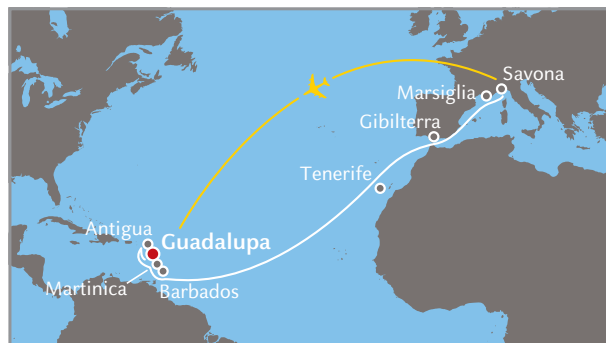 Savona
Marsiglia
Gibilterra
Tenerife
Antigua
Guadalupa
Martinica
Barbados